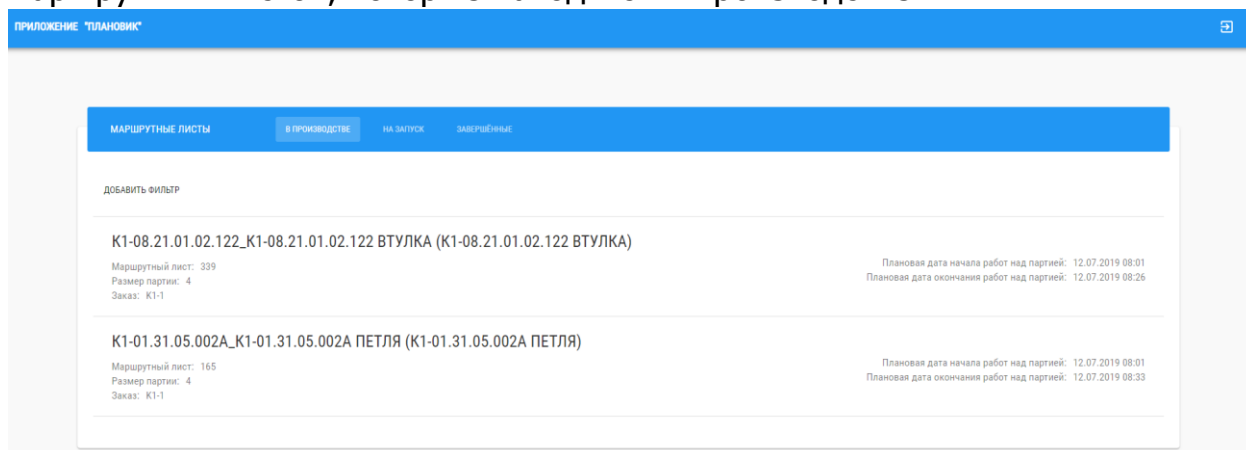 ПРИЛОЖЕНИЕ "ПЛАНОВИК"
МАРШРУТНЫЕ ЛИСТЫ В ПРОИЗВОДСТВЕ НА ЗАПУСК ЗАВЕРШЁННЫЕ
ДОБАВИТЬ ФИЛЬТР
К1-08.21.01.02.122_К1-08.21.01.02.122 ВТУЛКА (К1-08.21.01.02.122 ВТУЛКА)
Маршрутный лист: 339
Размер партии: 4
Заказ: К1-1
Плановая дата начала работ над партией: 12.07.2019 08:01
Плановая дата окончания работ над партией: 12.07.2019 08:26
К1-01.31.05.002А_К1-01.31.05.002А ПЕТЛЯ (К1-01.31.05.002А ПЕТЛЯ)
Маршрутный лист: 165
Размер партии: 4
Заказ: К1-1
Плановая дата начала работ над партией: 12.07.2019 08:01
Плановая дата окончания работ над партией: 12.07.2019 08:33